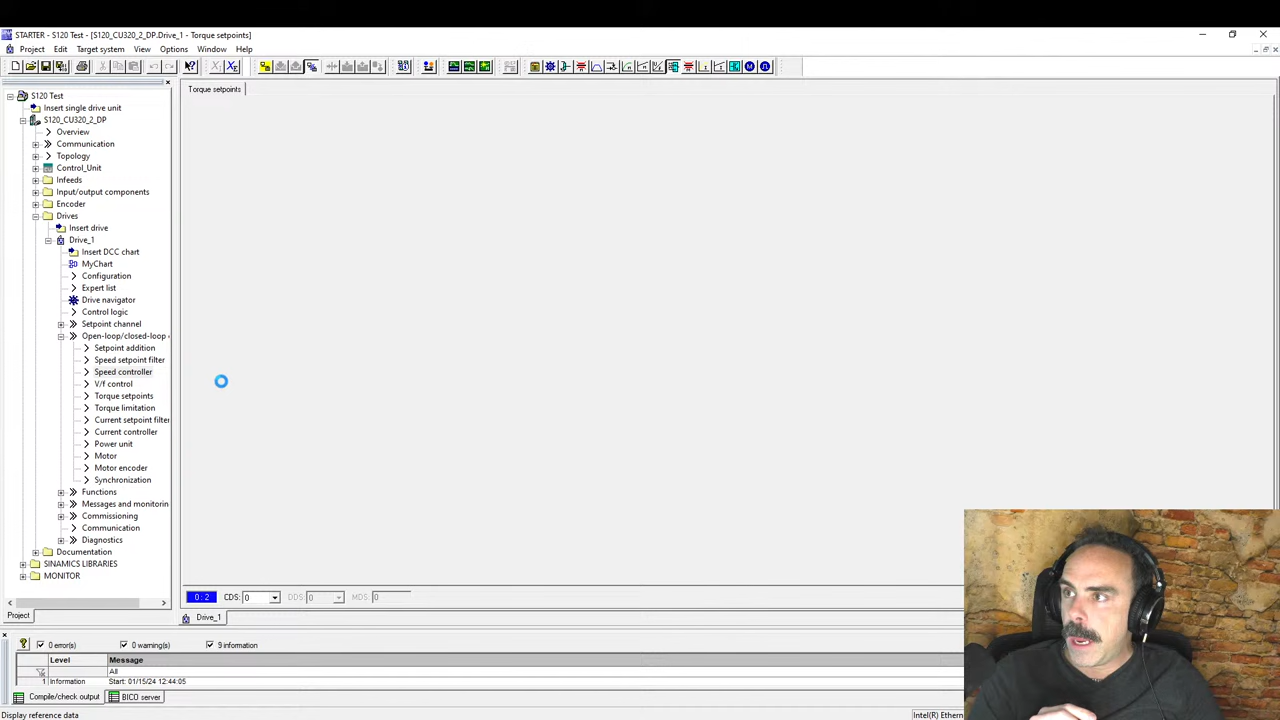 STARTER - S120 Test - [S120_CU320_2_DP.Drive_1 - Torque setpoints]
Project Edit Target system View Options Window Help
Torque setpoints
S120 Test
Insert single drive unit
S120_CU320_2_DP
Overview
Communication
Topology
Control_Unit
Infeeds
Input/output components
Encoder
Drives
Insert drive
Drive_1
Insert DCC chart
MyChart
Configuration
Expert list
Drive navigator
Control logic
Setpoint channel
Open-loop/closed-loop
Setpoint addition
Speed setpoint filter
Speed controller
V/f control
Torque setpoints
Torque limitation
Current setpoint filter
Current controller
Power unit
Motor
Motor encoder
Synchronization
Functions
Messages and monitorin
Commissioning
Communication
Diagnostics
Documentation
SINAMICS LIBRARIES
MONITOR
0: 2 CDS: 0 DDS: 0 MDS: 0
Project
Drive_1
0 error(s) 0 warning(s) 9 information
Level Message
All
1 Information Start: 01/15/24 12:44:05
Compile/check output BICO server
Display reference data
Intel(R) Ethern